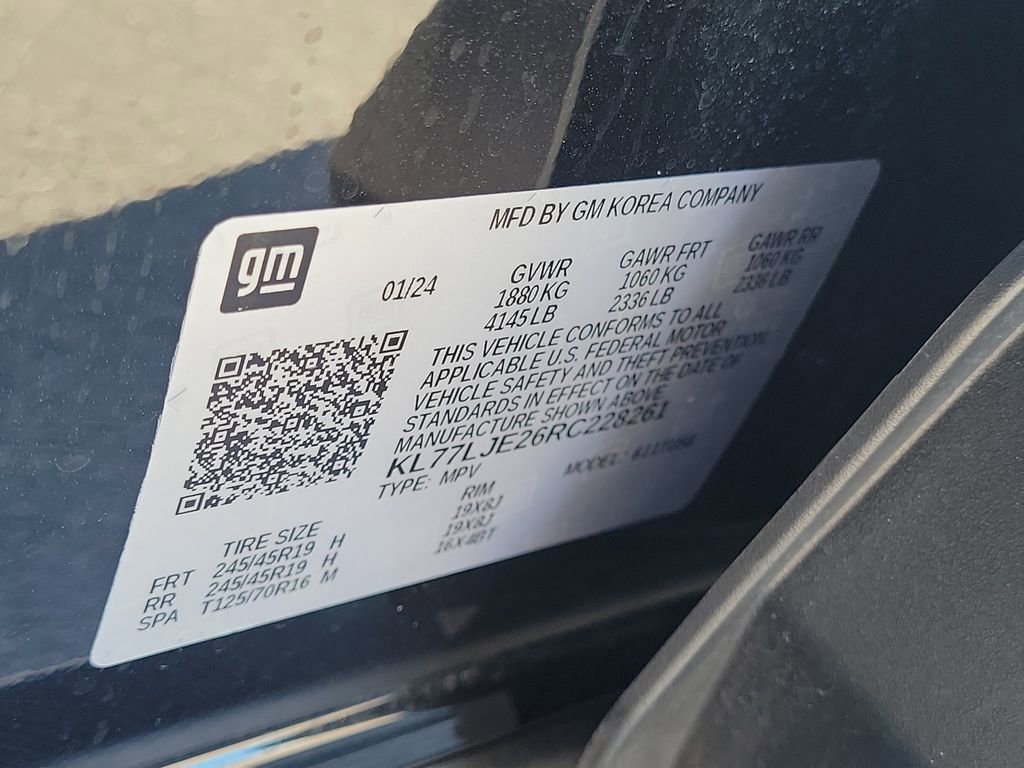 MFD BY GM KOREA COMPANY
gm
01/24
GVWR
1880 KG
4145 LB
GAWR FRT
1060 KG
2336 LB
GAWR RR
1060 KG
2336 LB
THIS VEHICLE CONFORMS TO ALL
APPLICABLE U.S. FEDERAL MOTOR
VEHICLE SAFETY AND THEFT PREVENTION
STANDARDS IN EFFECT ON THE DATE OF
MANUFACTURE SHOWN ABOVE.
KL77LJE26RC228261
TYPE: MPV MODEL:
TIRE SIZE RIM
FRT 245/45R19 H 19X8J
RR 245/45R19 H 19X8J
SPA T125/70R16 M 16X4BT